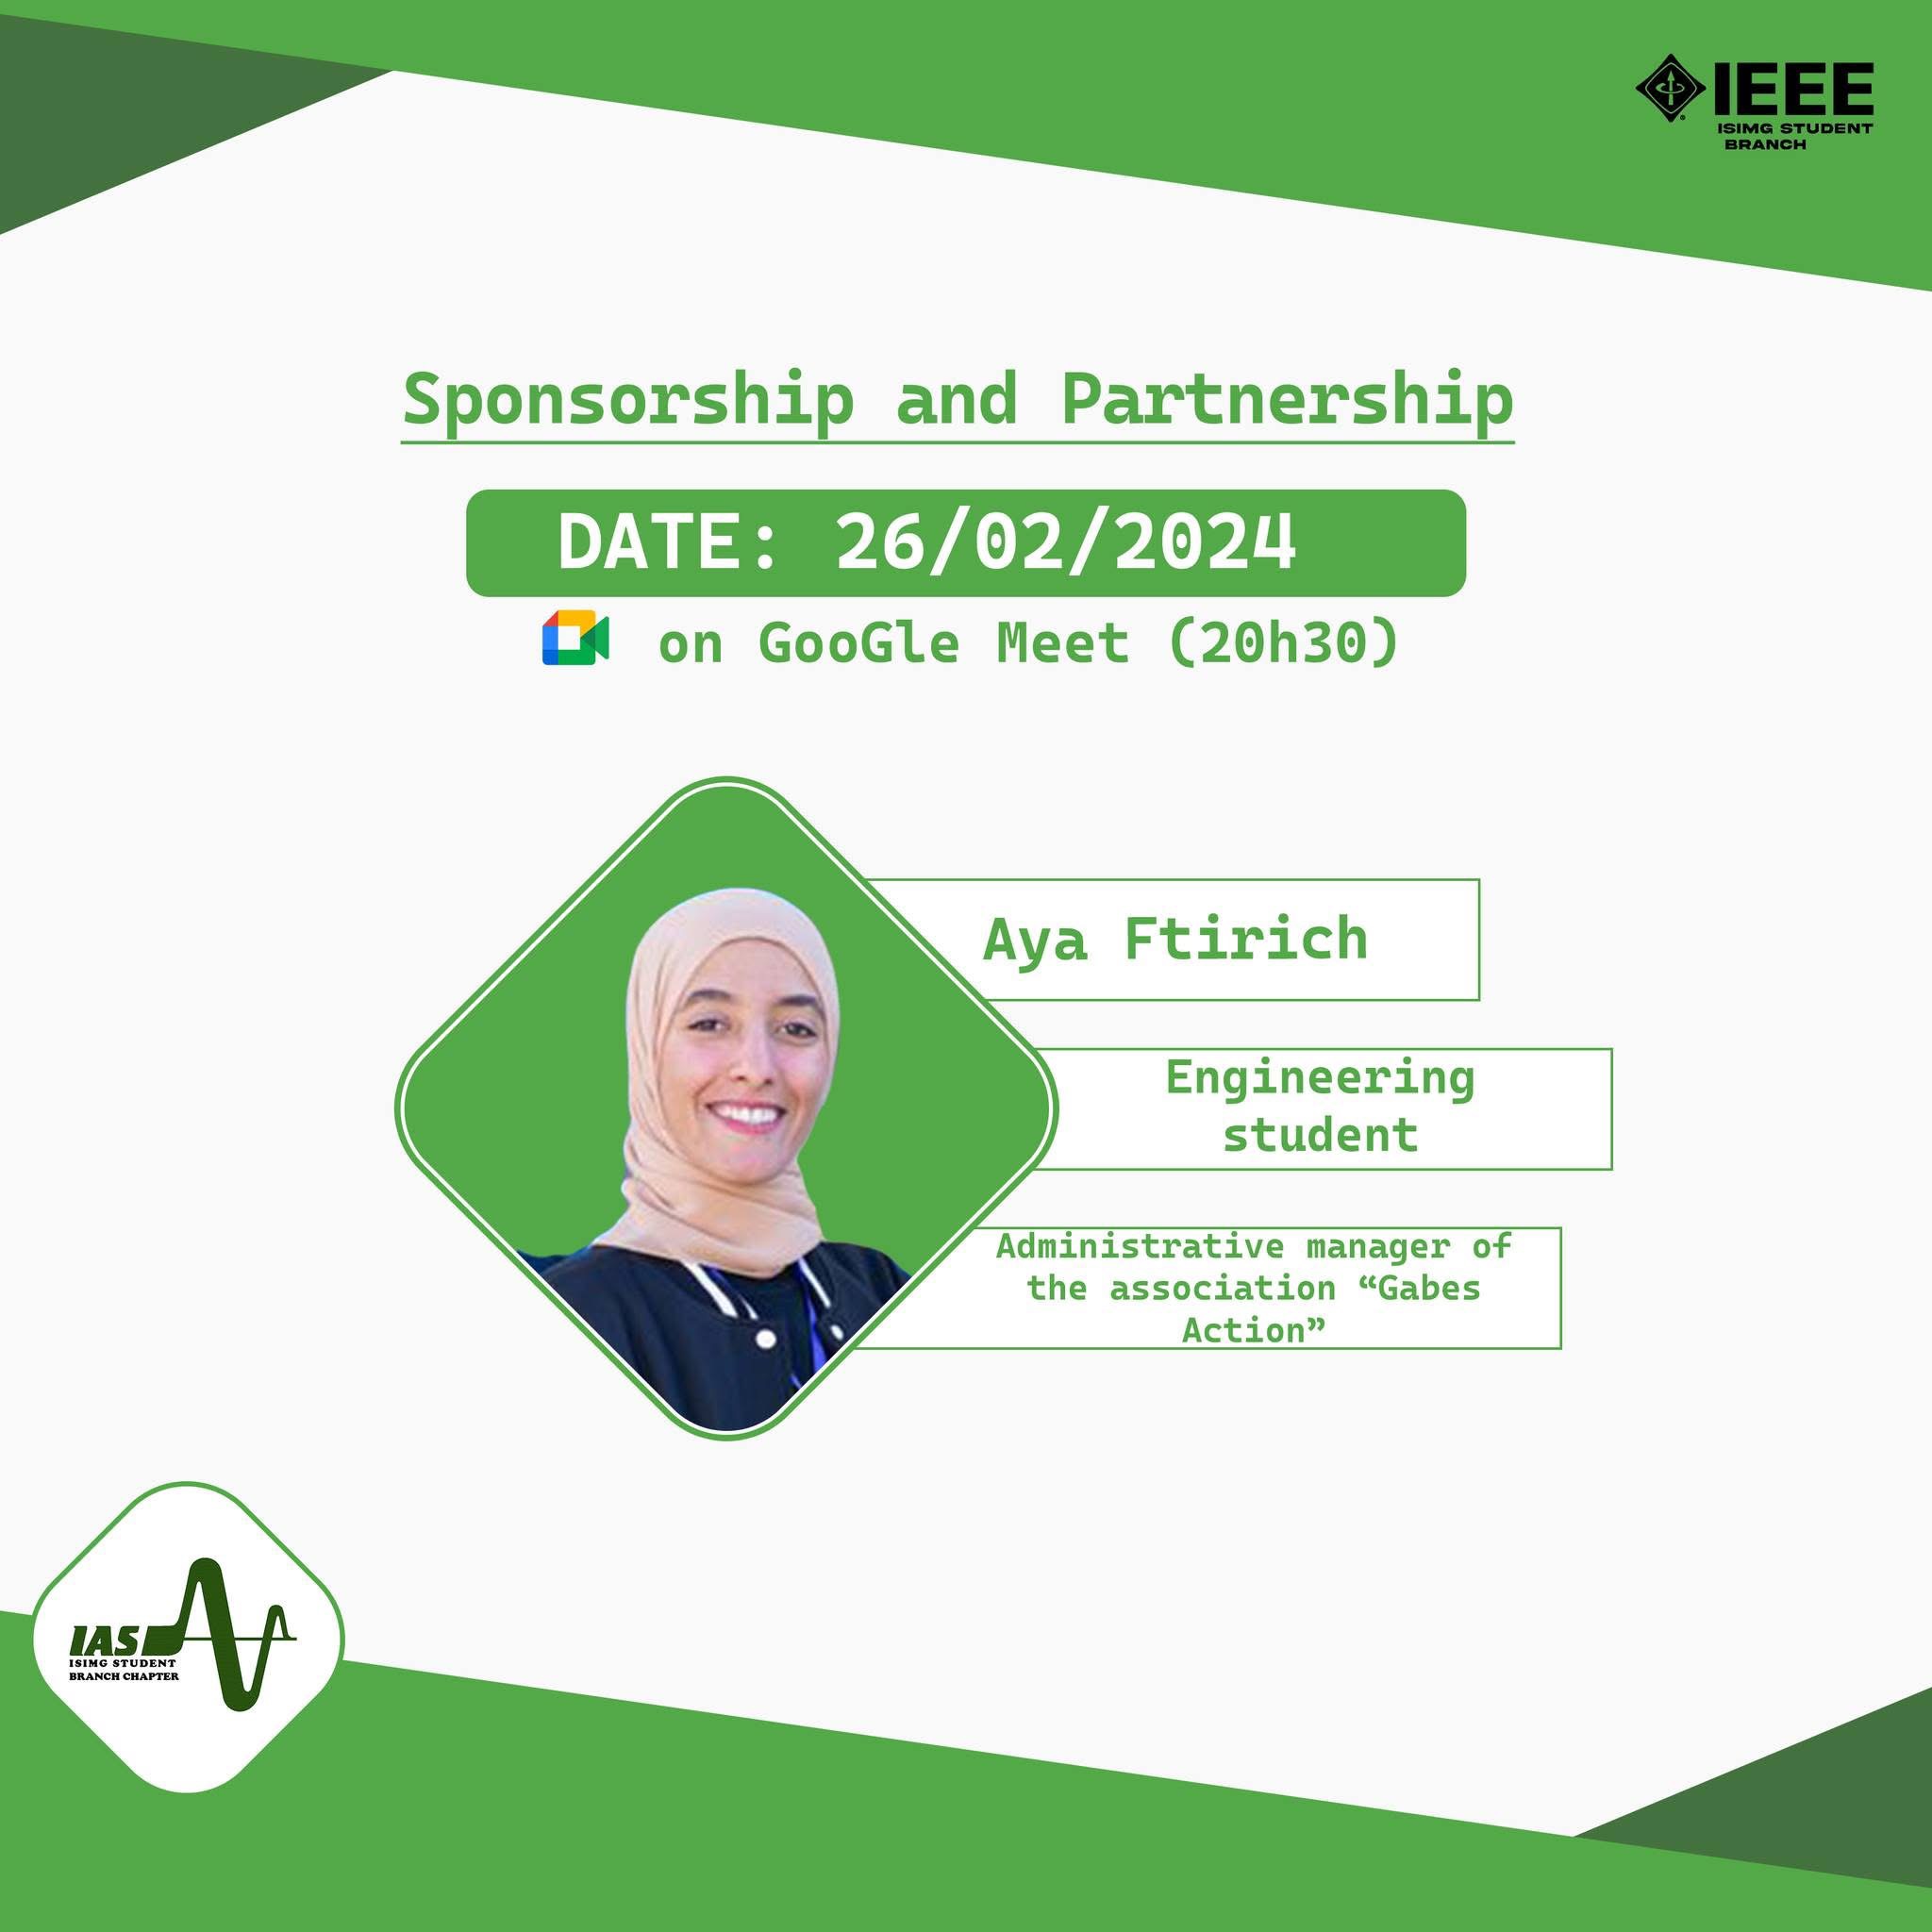 IEEE
ISIMG STUDENT
BRANCH
Sponsorship and Partnership
DATE: 26/02/2024
on GooGle Meet (20h30)
Aya Ftirich
Engineering
student
Administrative manager of
the association “Gabes
Action”
IAS
ISIMG STUDENT
BRANCH CHAPTER